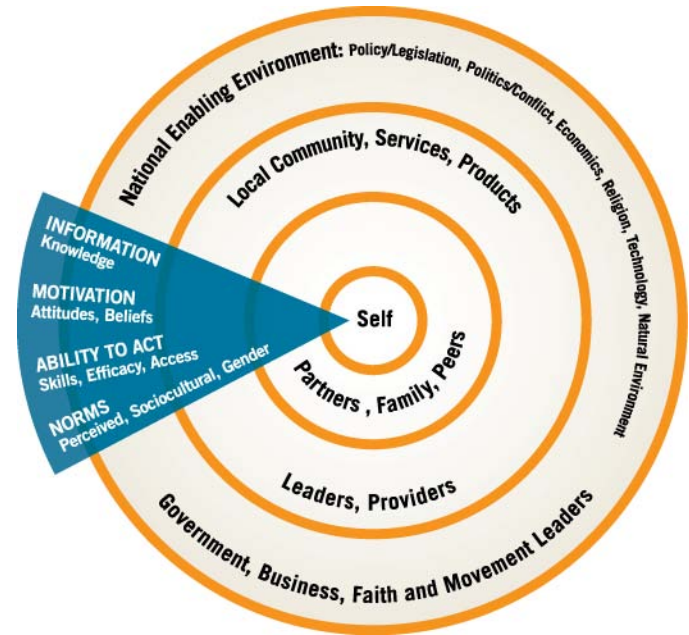 National Enabling Environment: Policy/Legislation, Politics/Conflict, Economics, Religion, Technology, Natural Environment
Local Community, Services, Products
INFORMATION
Knowledge
MOTIVATION
Attitudes, Beliefs
ABILITY TO ACT
Skills, Efficacy, Access
NORMS
Perceived, Sociocultural, Gender
Self
Partners , Family, Peers
Leaders, Providers
Government, Business, Faith and Movement Leaders